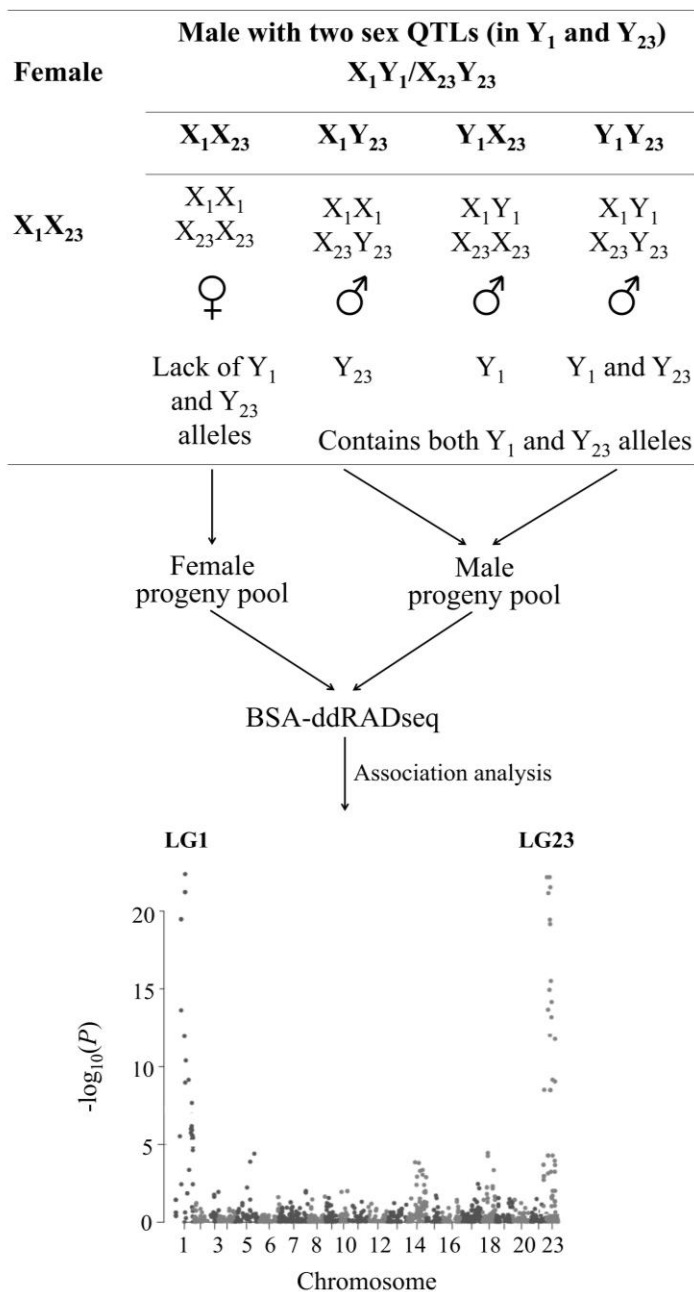 Male with two sex QTLs (in Y₁ and Y₂₃)
Female
X₁Y₁/X₂₃Y₂₃
X₁X₂₃ X₁Y₂₃ Y₁X₂₃ Y₁Y₂₃
X₁X₂₃
X₁X₁ X₁X₁ X₁Y₁ X₁Y₁
X₂₃X₂₃ X₂₃Y₂₃ X₂₃X₂₃ X₂₃Y₂₃
♀ ♂ ♂ ♂
Lack of Y₁ Y₂₃ Y₁ Y₁ and Y₂₃
and Y₂₃
alleles
Contains both Y₁ and Y₂₃ alleles
Female
progeny pool
Male
progeny pool
BSA-ddRADseq
Association analysis
LG1 LG23
-log₁₀(P)
20
15
10
5
0
1 3 5 6 7 8 10 12 14 16 18 20 23
Chromosome